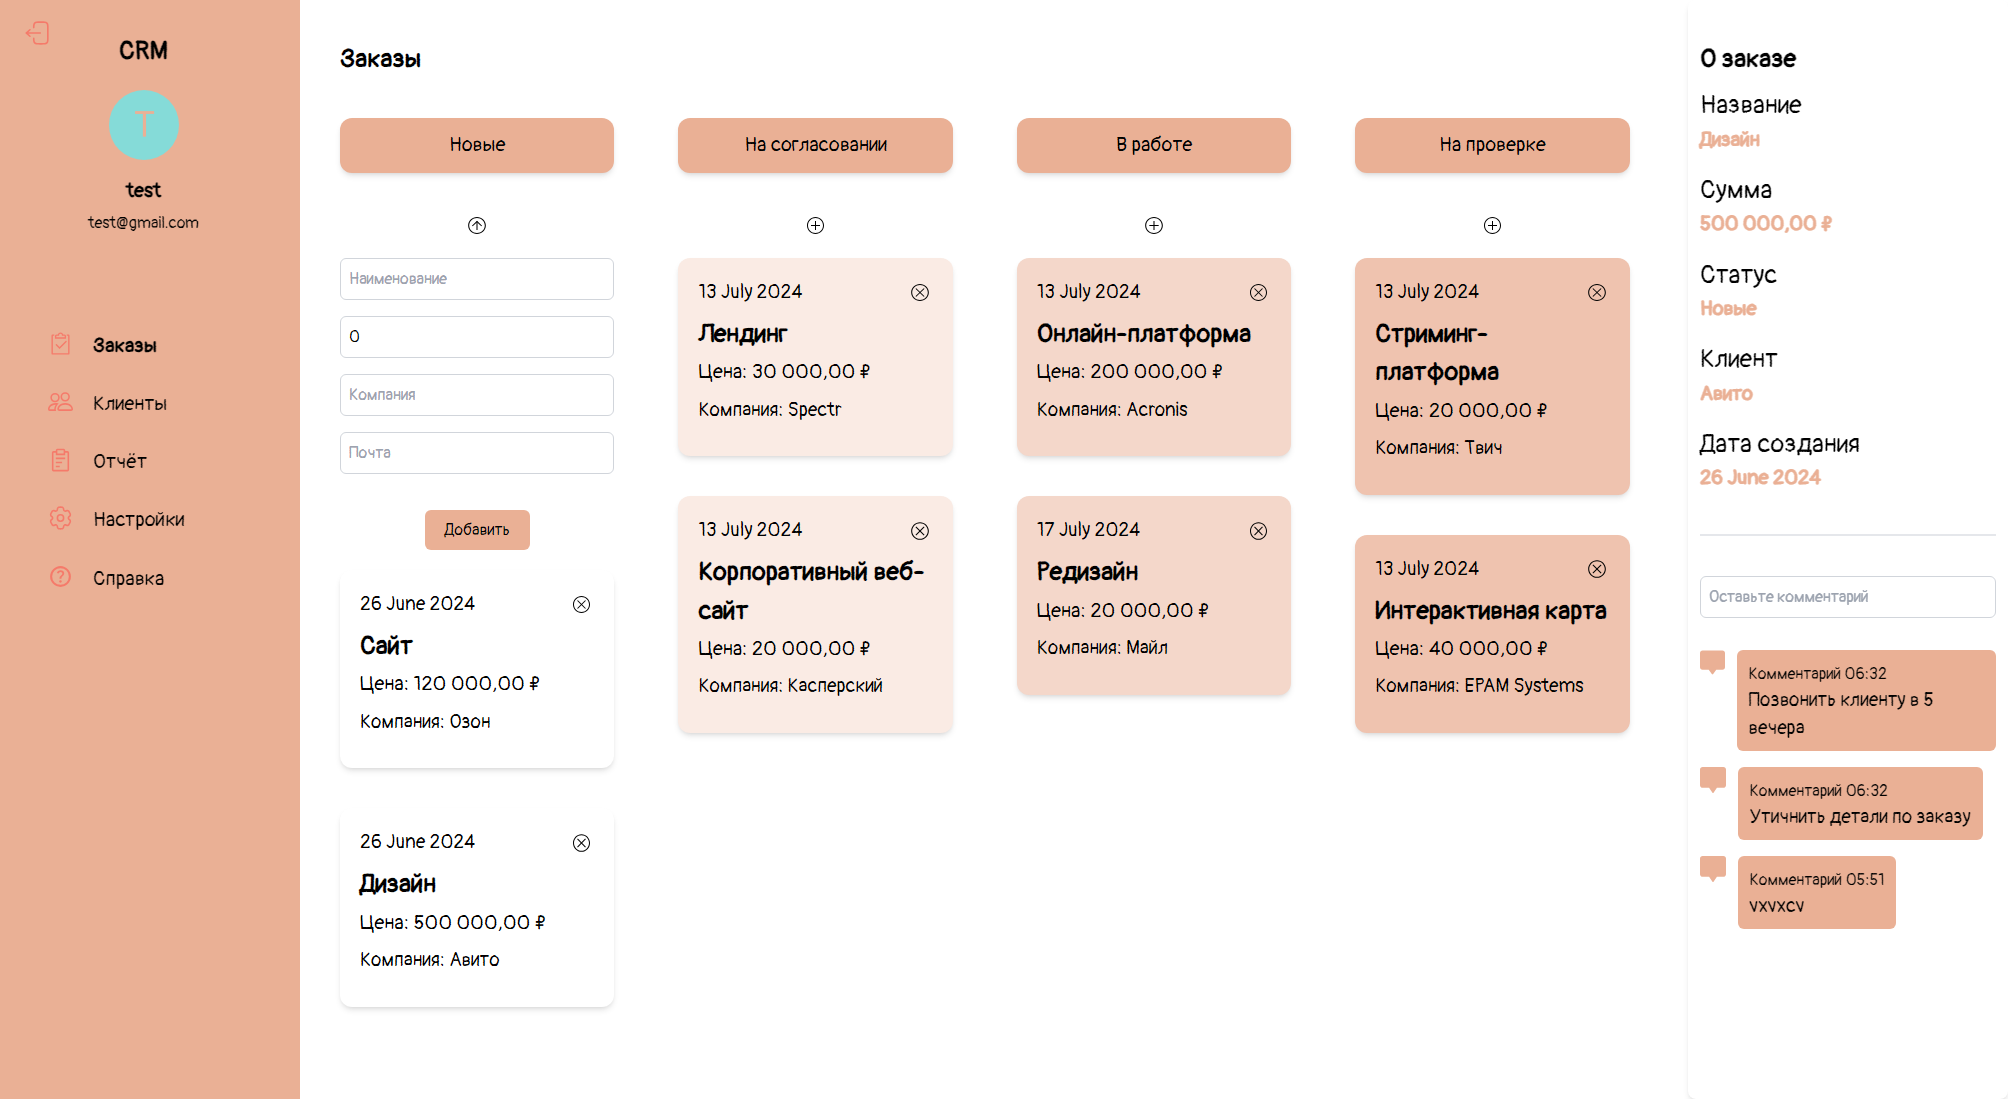 CRM
T
test
test@gmail.com
Заказы
Клиенты
Отчёт
Настройки
Справка
Заказы
Новые
Наименование
0
Компания
Почта
Добавить
26 June 2024
Сайт
Цена: 120 000,00 ₽
Компания: Озон
26 June 2024
Дизайн
Цена: 500 000,00 ₽
Компания: Авито
На согласовании
13 July 2024
Лендинг
Цена: 30 000,00 ₽
Компания: Spectr
13 July 2024
Корпоративный веб-
сайт
Цена: 20 000,00 ₽
Компания: Касперский
В работе
13 July 2024
Онлайн-платформа
Цена: 200 000,00 ₽
Компания: Acronis
17 July 2024
Редизайн
Цена: 20 000,00 ₽
Компания: Майл
На проверке
13 July 2024
Стриминг-
платформа
Цена: 20 000,00 ₽
Компания: Твич
13 July 2024
Интерактивная карта
Цена: 40 000,00 ₽
Компания: EPAM Systems
О заказе
Название
Дизайн
Сумма
500 000,00 ₽
Статус
Новые
Клиент
Авито
Дата создания
26 June 2024
Оставьте комментарий
Комментарий 06:32
Позвонить клиенту в 5
вечера
Комментарий 06:32
Утичнить детали по заказу
Комментарий 05:51
vxvxcv